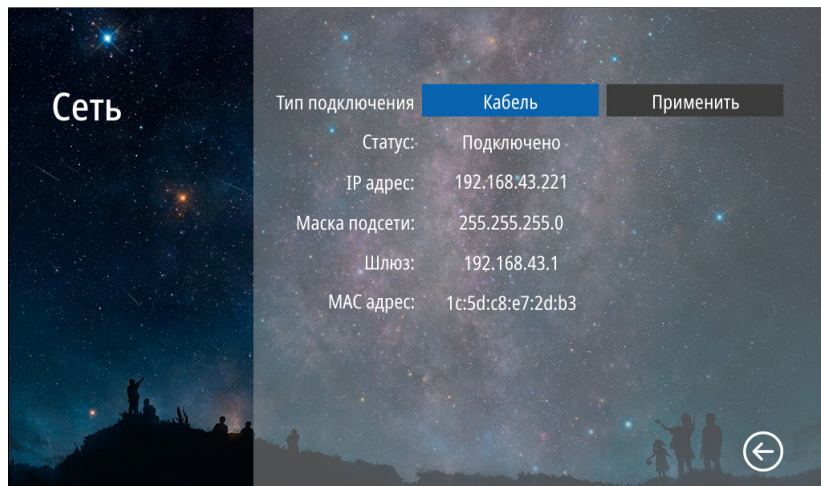 Сеть
Тип подключения Кабель Применить
Статус: Подключено
IP адрес: 192.168.43.221
Маска подсети: 255.255.255.0
Шлюз: 192.168.43.1
MAC адрес: 1c:5d:c8:e7:2d:b3